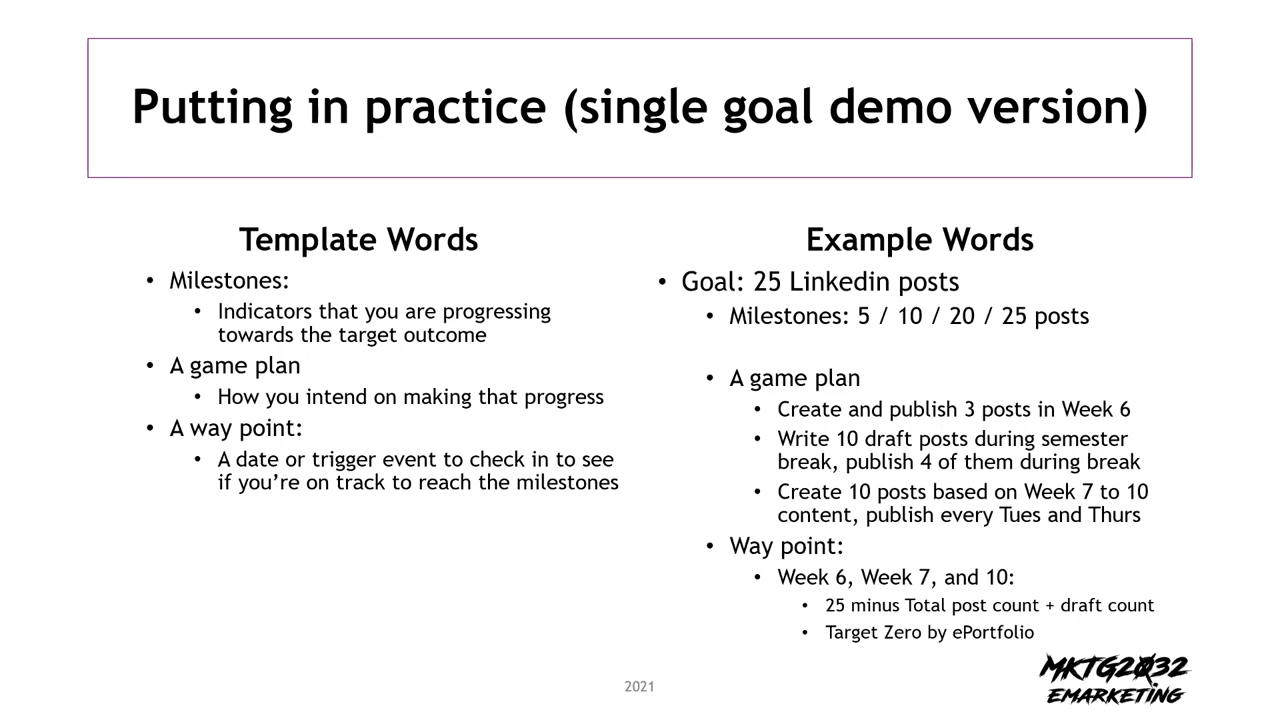 Putting in practice (single goal demo version)
Template Words
• Milestones:
• Indicators that you are progressing
towards the target outcome
• A game plan
• How you intend on making that progress
• A way point:
• A date or trigger event to check in to see
if you’re on track to reach the milestones
Example Words
• Goal: 25 Linkedin posts
• Milestones: 5 / 10 / 20 / 25 posts
• A game plan
• Create and publish 3 posts in Week 6
• Write 10 draft posts during semester
break, publish 4 of them during break
• Create 10 posts based on Week 7 to 10
content, publish every Tues and Thurs
• Way point:
• Week 6, Week 7, and 10:
• 25 minus Total post count + draft count
• Target Zero by ePortfolio
2021
MKTG2032
EMARKETING